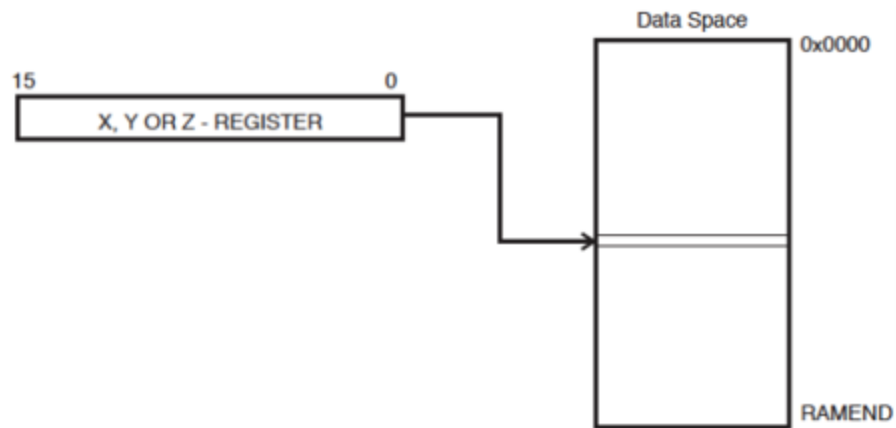 Data Space
0x0000
15 0
X, Y OR Z - REGISTER
RAMEND